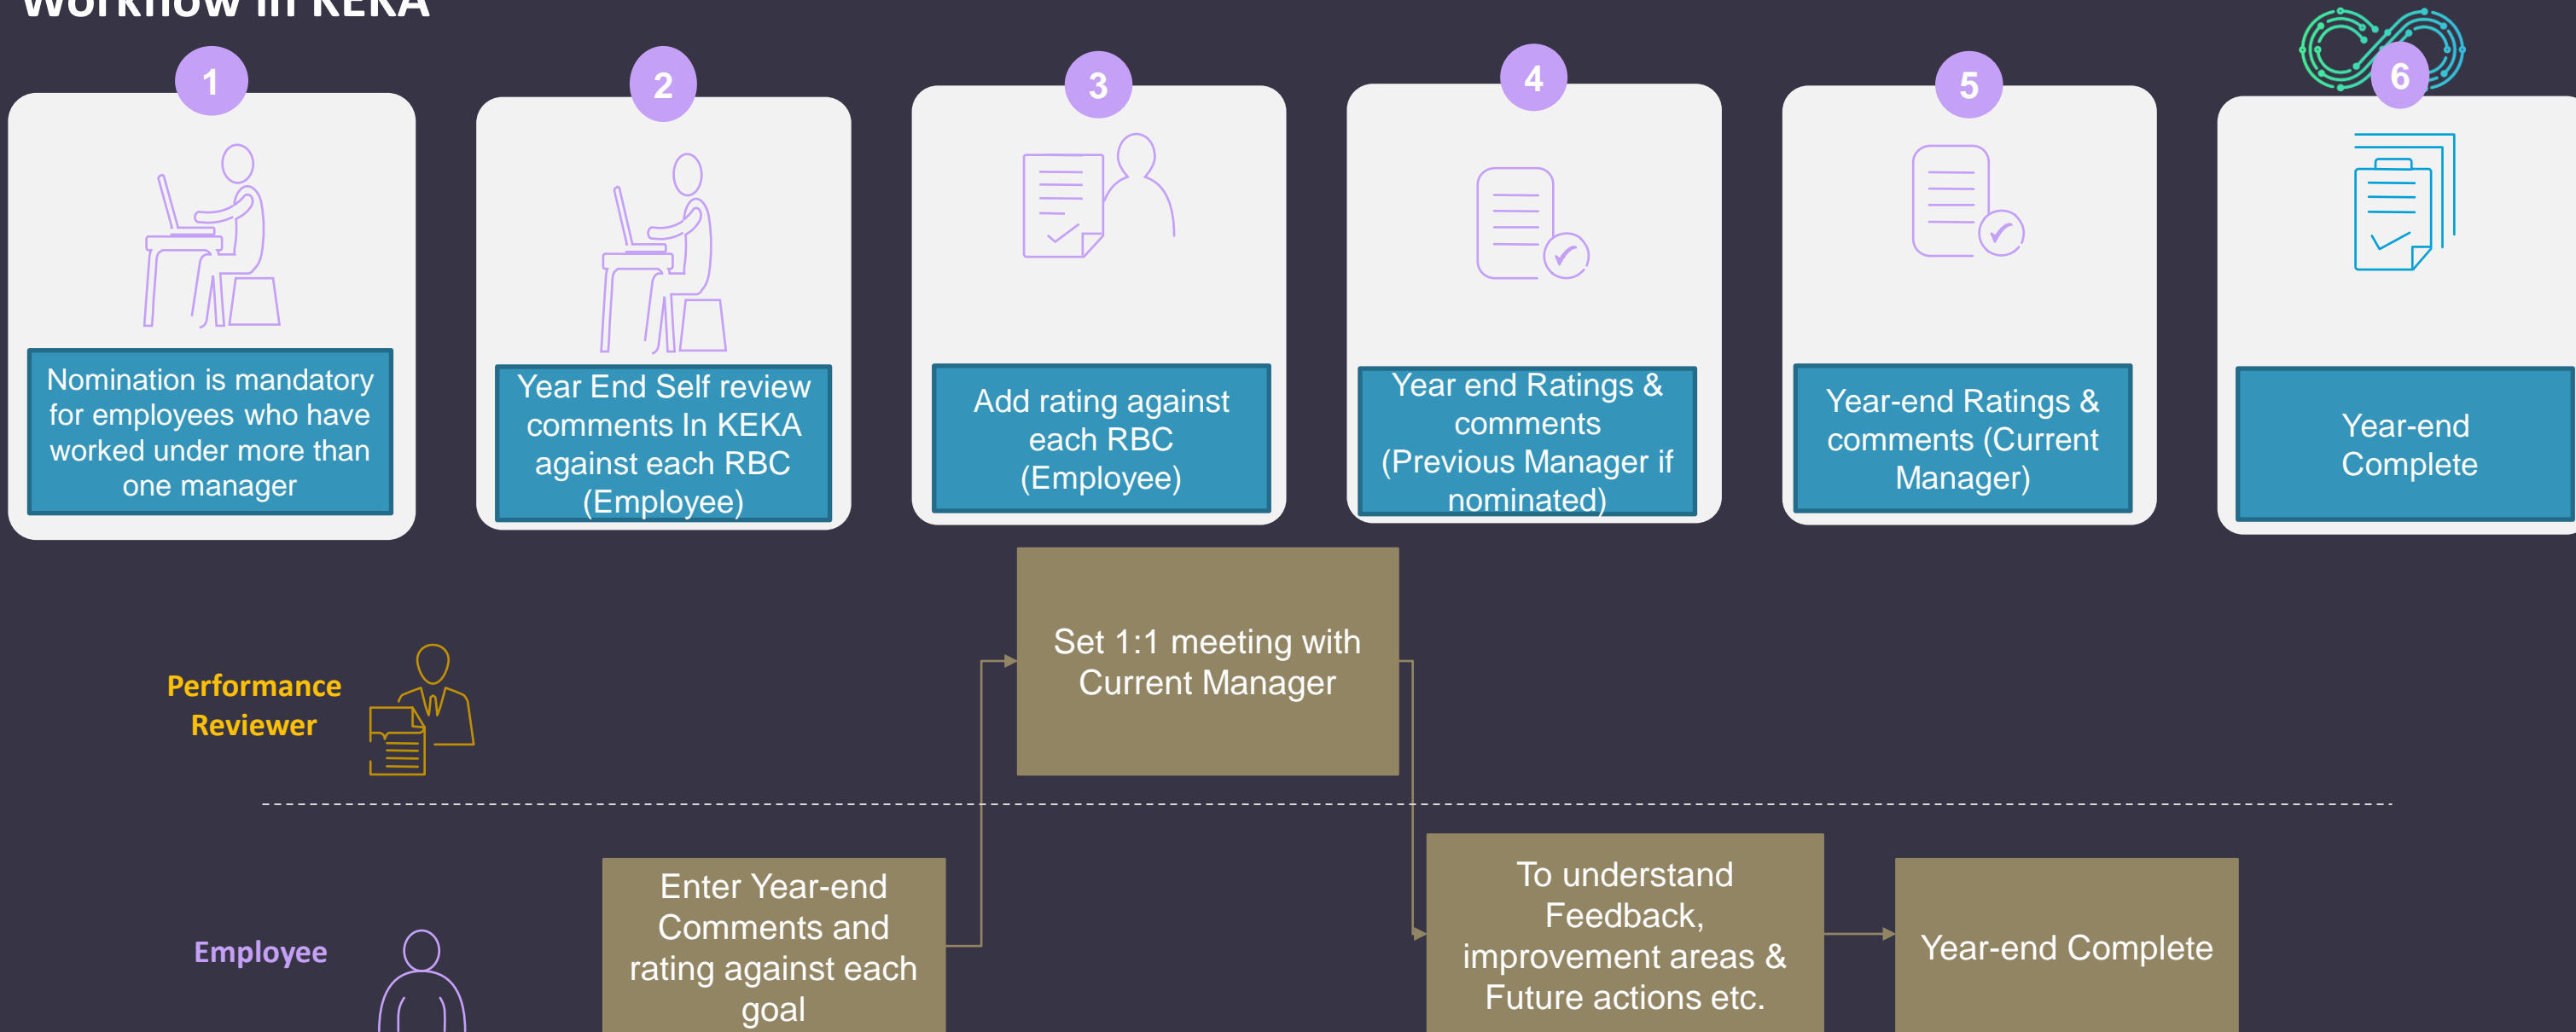 Workflow in KEKA
1
2
3
4
5
6
Nomination is mandatory
for employees who have
worked under more than
one manager
Year End Self review
comments In KEKA
against each RBC
(Employee)
Add rating against
each RBC
(Employee)
Year end Ratings &
comments
(Previous Manager if
nominated)
Year-end Ratings &
comments (Current
Manager)
Year-end
Complete
Performance
Reviewer
Set 1:1 meeting with
Current Manager
Employee
Enter Year-end
Comments and
rating against each
goal
To understand
Feedback,
improvement areas &
Future actions etc.
Year-end Complete